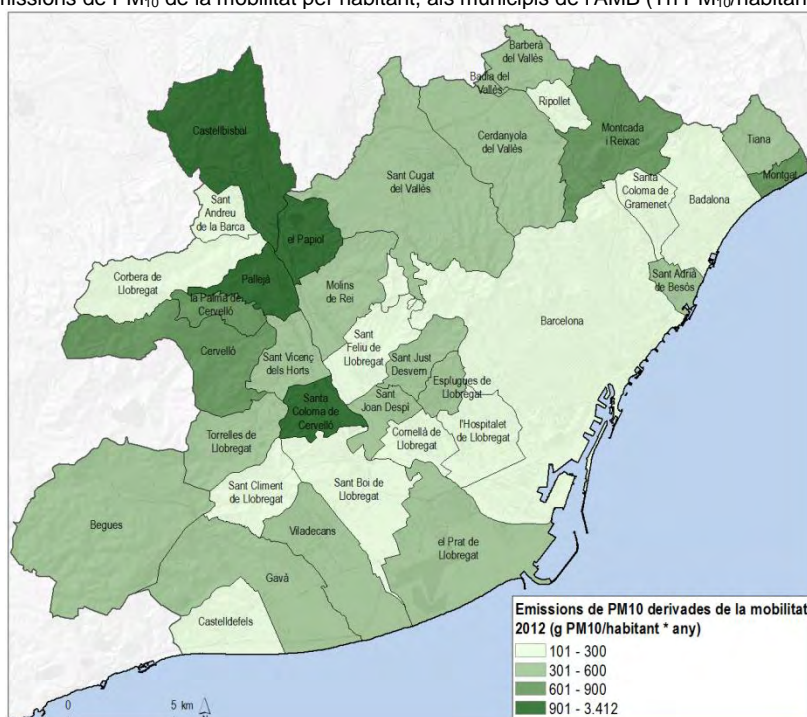 missions de PM10 de la mobilitat per habitant, als municipis de l'AMB
Barberà
del Vallès
Badia del
Vallès
Ripollet
Castellbisbal
Cerdanyola
del Vallès
Montcada
i Reixac
Tiana
Sant Cugat
del Vallès
Montgat
Santa
Coloma de
Gramenet
Badalona
Sant
Andreu
de la Barca
el Papiol
Corbera de
Llobregat
Pallejà
Molins
de Rei
Sant Adrià
de Besòs
la Palma de
Cervelló
Barcelona
Cervelló
Sant
Feliu de
Llobregat
Sant Vicenç
dels Horts
Sant Just
Desvern
Esplugues de
Llobregat
Santa
Coloma de
Cervelló
Sant
Joan Despí
Torrelles de
Llobregat
Cornellà de
Llobregat
l'Hospitalet
de Llobregat
Sant Climent
de Llobregat
Sant Boi de
Llobregat
Begues
Viladecans
el Prat de
Llobregat
Gavà
Castelldefels
Emissions de PM10 derivades de la mobilitat
2012 (g PM10/habitant * any)
101 - 300
301 - 600
601 - 900
901 - 3.412
0 5 km